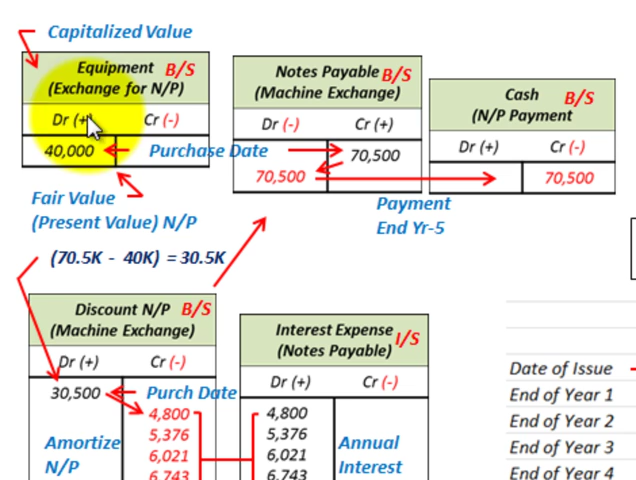 Capitalized Value
Equipment B/S
(Exchange for N/P)
Dr (+) Cr (-)
40,000
Purchase Date
Notes Payable B/S
(Machine Exchange)
Dr (-) Cr (+)
70,500
70,500
Cash B/S
(N/P Payment
Dr (+) Cr (-)
70,500
Fair Value
(Present Value) N/P
Payment
End Yr-5
(70.5K - 40K) = 30.5K
Discount N/P B/S
(Machine Exchange)
Dr (+) Cr (-)
30,500
Purch Date
4,800
5,376
6,021
6,743
Amortize
N/P
Interest Expense I/S
(Notes Payable)
Dr (+) Cr (-)
4,800
5,376
6,021
6,743
Annual
Interest
Date of Issue
End of Year 1
End of Year 2
End of Year 3
End of Year 4